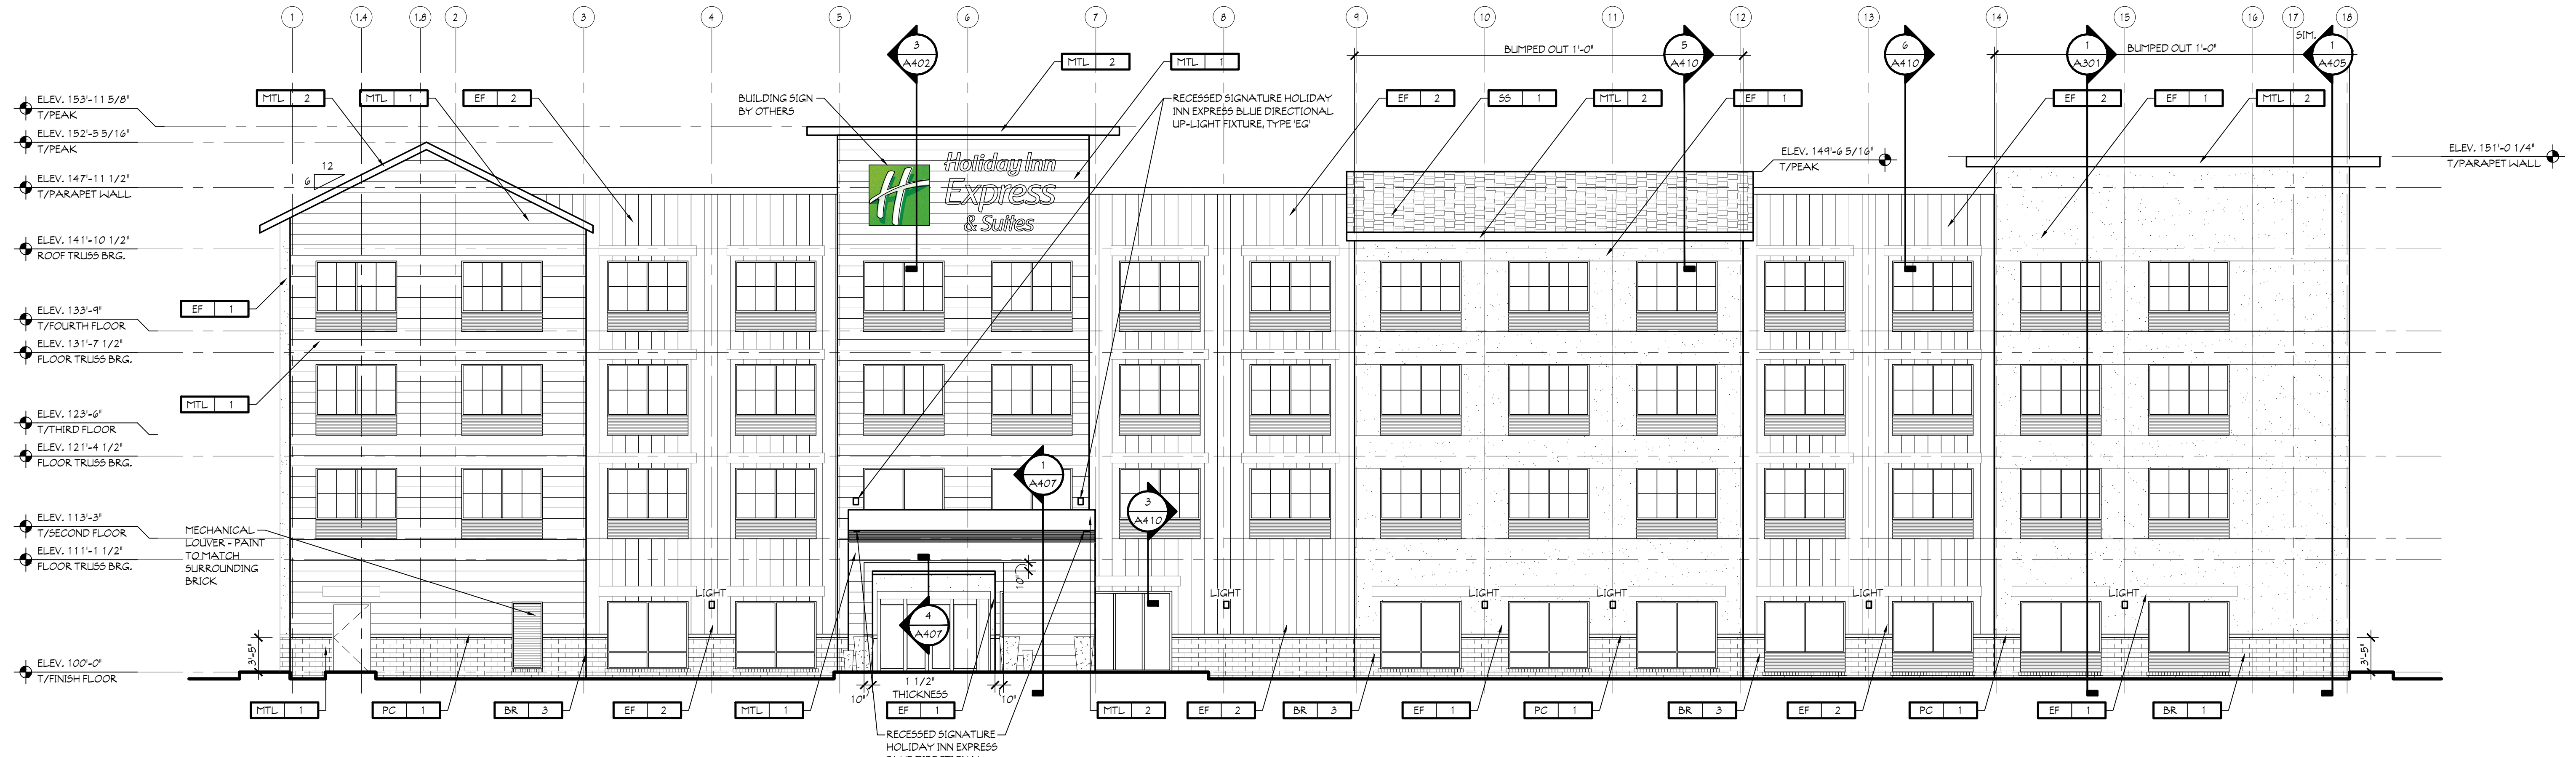 1
1.4
1.8
2
3
4
5
6
7
8
9
10
11
12
13
14
15
16
17
18
3
A402
5
A410
6
A410
1
A301
SIM.
1
A405
BUMPED OUT 1'-0"
BUMPED OUT 1'-0"
MTL 2
MTL 1
MTL 2
MTL 1
EF 2
BUILDING SIGN
BY OTHERS
RECESSED SIGNATURE HOLIDAY
INN EXPRESS BLUE DIRECTIONAL
UP-LIGHT FIXTURE, TYPE 'EG'
EF 2
SS 1
MTL 2
EF 1
EF 2
EF 1
MTL 2
ELEV. 153'-11 5/8"
T/PEAK
ELEV. 152'-5 5/16"
T/PEAK
ELEV. 147'-11 1/2"
T/PARAPET WALL
ELEV. 141'-10 1/2"
ROOF TRUSS BRG.
ELEV. 133'-9"
T/FOURTH FLOOR
ELEV. 131'-7 1/2"
FLOOR TRUSS BRG.
ELEV. 123'-6"
T/THIRD FLOOR
ELEV. 121'-4 1/2"
FLOOR TRUSS BRG.
ELEV. 113'-3"
T/SECOND FLOOR
ELEV. 111'-1 1/2"
FLOOR TRUSS BRG.
ELEV. 100'-0"
T/FINISH FLOOR
12
6
H
Holiday Inn
Express
& Suites
ELEV. 149'-6 5/16"
T/PEAK
ELEV. 151'-0 1/4"
T/PARAPET WALL
EF 1
MTL 1
MECHANICAL
LOUVER - PAINT
TO MATCH
SURROUNDING
BRICK
1
A407
3
A410
4
A407
10"
LIGHT
LIGHT
LIGHT
LIGHT
LIGHT
LIGHT
3'-5"
3'-5"
10"
1 1/2"
THICKNESS
10"
MTL 1
PC 1
BR 3
EF 2
MTL 1
EF 1
MTL 2
EF 2
BR 3
EF 1
PC 1
BR 3
EF 2
PC 1
EF 1
BR 1
RECESSED SIGNATURE
HOLIDAY INN EXPRESS